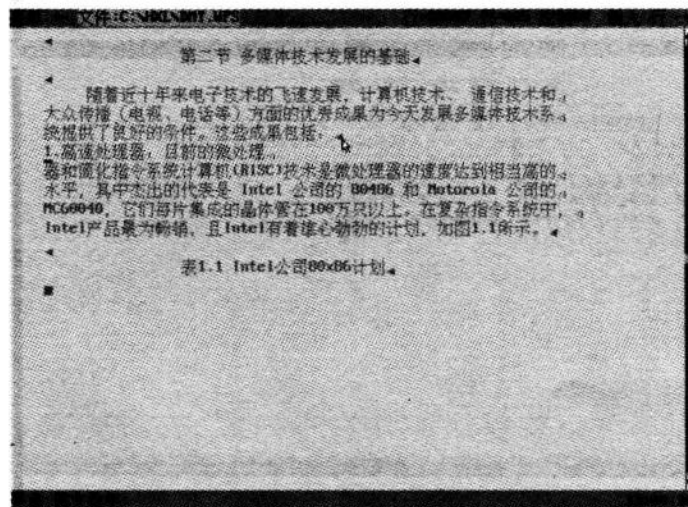 文件:C:\HXL\DMT.WPS
第二节 多媒体技术发展的基础
随着近十年来电子技术的飞速发展，计算机技术、 通信技术和
大众传播（电视、电话等）方面的优秀成果为今天发展多媒体技术系
统提供了良好的条件。这些成果包括：
1.高速处理器：目前的微处理
器和简化指令系统计算机(RISC)技术是微处理器的速度达到相当高的
水平，其中杰出的代表是 Intel 公司的 80486 和 Motorola 公司的
MC68040，它们每片集成的晶体管在100万只以上。在复杂指令系统中，
Intel产品最为畅销，且Intel有着雄心勃勃的计划，如图1.1所示。
表1.1 Intel公司80x86计划